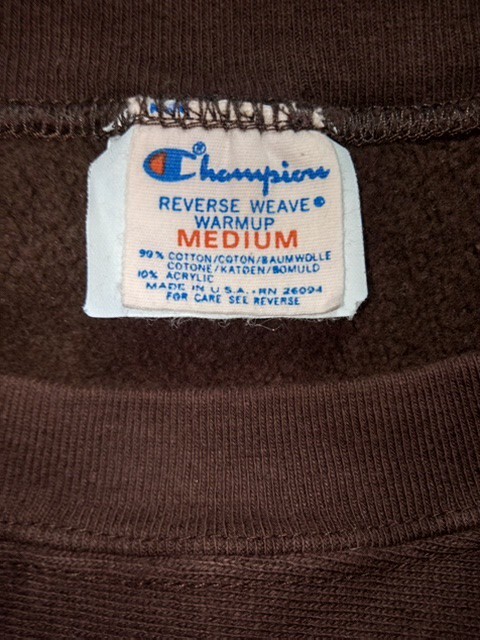 Champion®
REVERSE WEAVE®
WARMUP
MEDIUM
90% COTTON/COTON/BAUMWOLLE
COTONE/KATOEN/BOMULD
10% ACRYLIC
MADE IN U.S.A. • RN 26094
FOR CARE SEE REVERSE